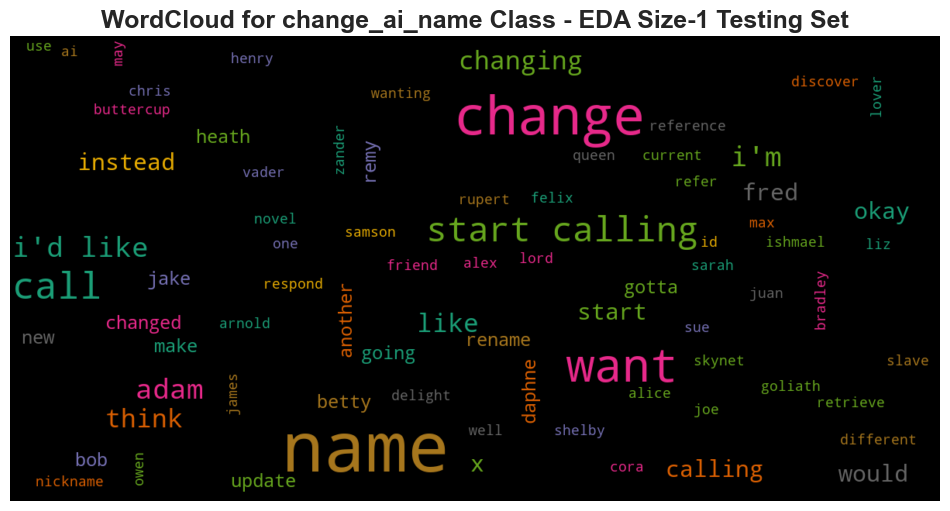 WordCloud for change_ai_name Class - EDA Size-1 Testing Set
use
ai
may
henry
changing
discover
lover
chris
buttercup
wanting
change
reference
heath
zander
remy
instead
vader
queen
current
i'm
refer
fred
rupert
felix
okay
novel
one
samson
start calling
max
id
ishmael
liz
i'd like
call
jake
respond
friend
alex
lord
sarah
gotta
juan
bradley
changed
arnold
another
like
start
sue
new
make
going
rename
want
skynet
slave
adam
james
betty
delight
daphne
alice
goliath
retrieve
think
joe
name
well
shelby
different
bob
owen
x
cora
calling
would
nickname
update